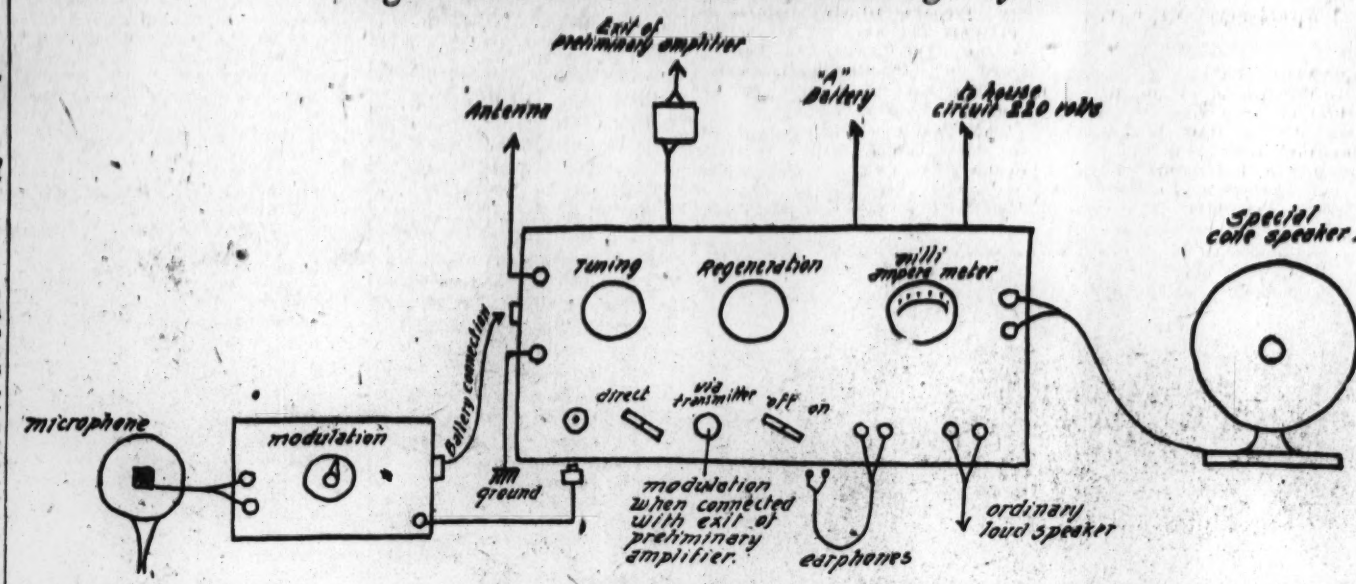 Exit of
preliminary amplifier
Antenna
"A"
Battery
to house
circuit 220 volts
Special
cone speaker.
Tuning
Regeneration
milli
ampere meter
Battery connection
microphone
modulation
direct
via
transmitter
off on
ground
modulation
when connected
with exit of
preliminary
amplifier.
earphones
ordinary
loud speaker